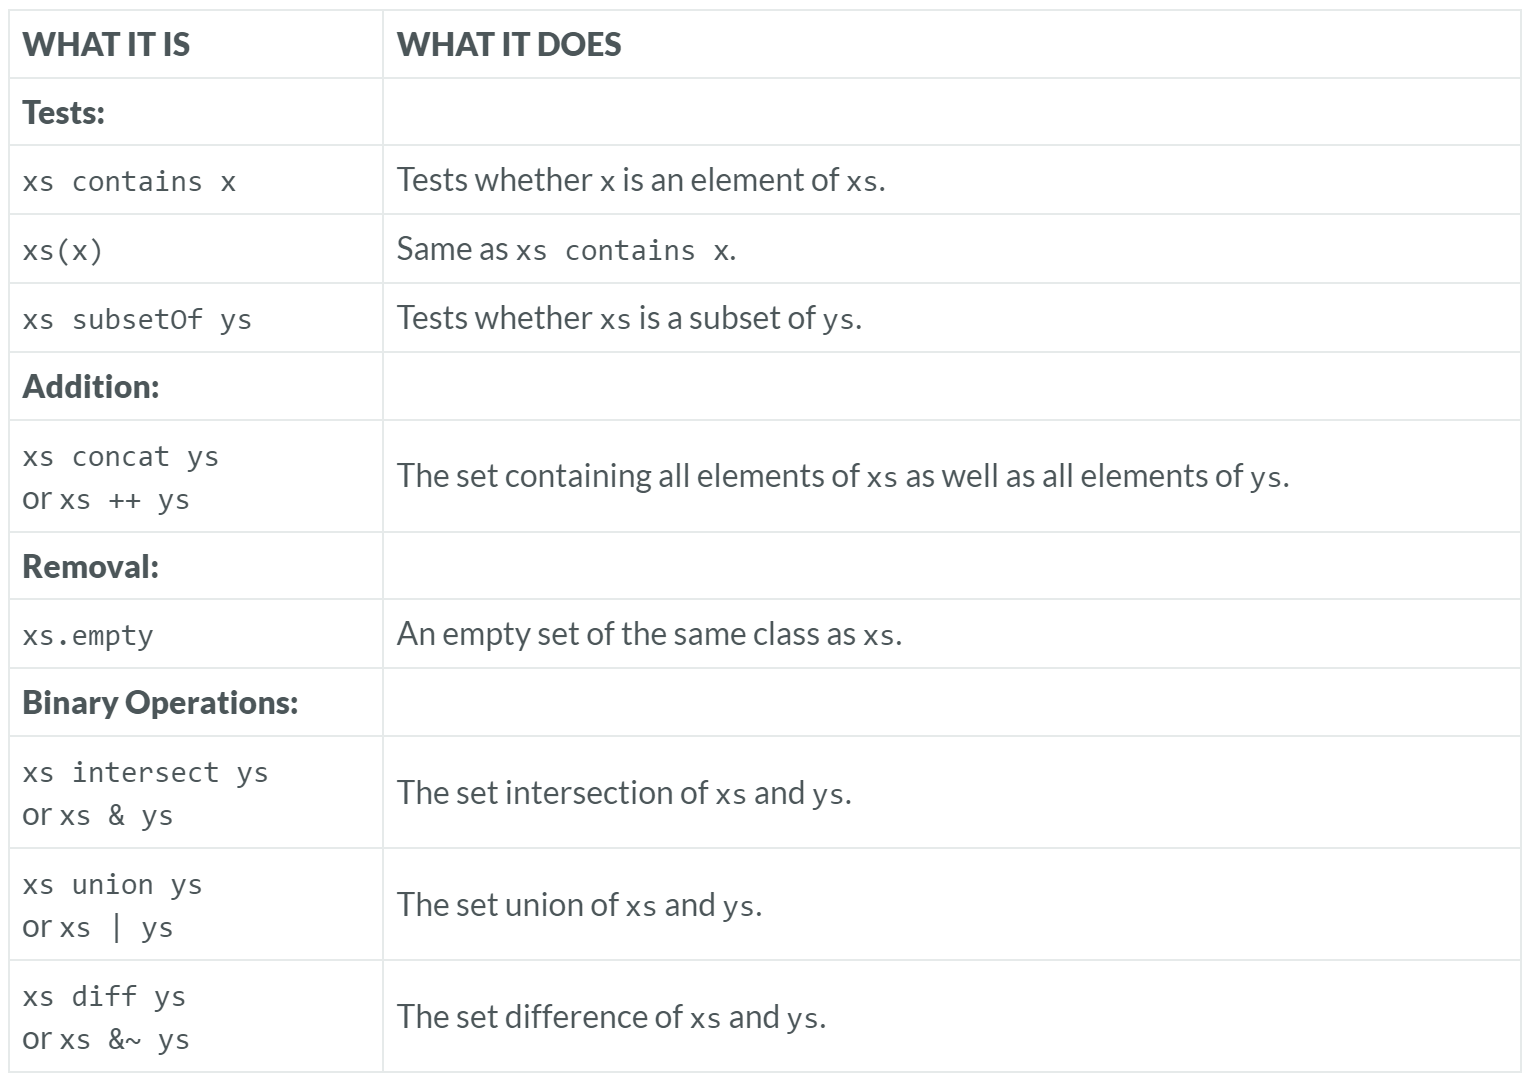 WHAT IT IS WHAT IT DOES
Tests:
xs contains x Tests whether x is an element of xs.
xs(x) Same as xs contains x.
xs subsetOf ys Tests whether xs is a subset of ys.
Addition:
xs concat ys
or xs ++ ys
The set containing all elements of xs as well as all elements of ys.
Removal:
xs.empty An empty set of the same class as xs.
Binary Operations:
xs intersect ys
or xs & ys
The set intersection of xs and ys.
xs union ys
or xs | ys
The set union of xs and ys.
xs diff ys
or xs &~ ys
The set difference of xs and ys.